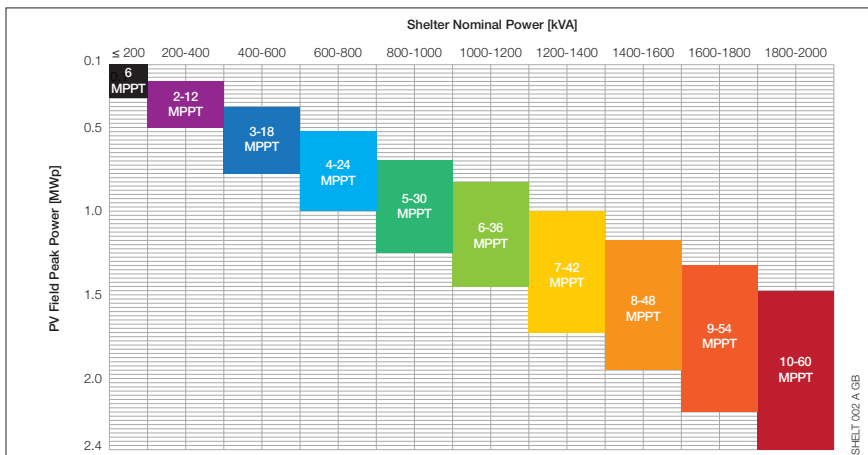 Shelter Nominal Power [kVA]
≤ 200 200-400 400-600 600-800 800-1000 1000-1200 1200-1400 1400-1600 1600-1800 1800-2000
PV Field Peak Power [MWp]
0.1
0.5
1.0
1.5
2.0
2.4
6
MPPT
2-12
MPPT
3-18
MPPT
4-24
MPPT
5-30
MPPT
6-36
MPPT
7-42
MPPT
8-48
MPPT
9-54
MPPT
10-60
MPPT
SHELT 002 A GB